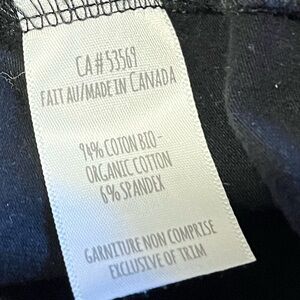 CA#53569
FAIT AU/MADE IN CANADA
94% COTON BIO-
ORGANIC COTTON
6% SPANDEX
GARNITURE NON COMPRISE
EXCLUSIVE OF TRIM